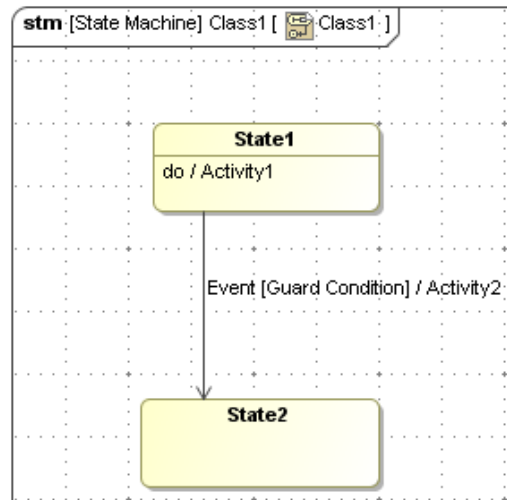 stm [State Machine] Class1 [ Class1 ]
State1
do / Activity1
Event [Guard Condition] / Activity2
State2